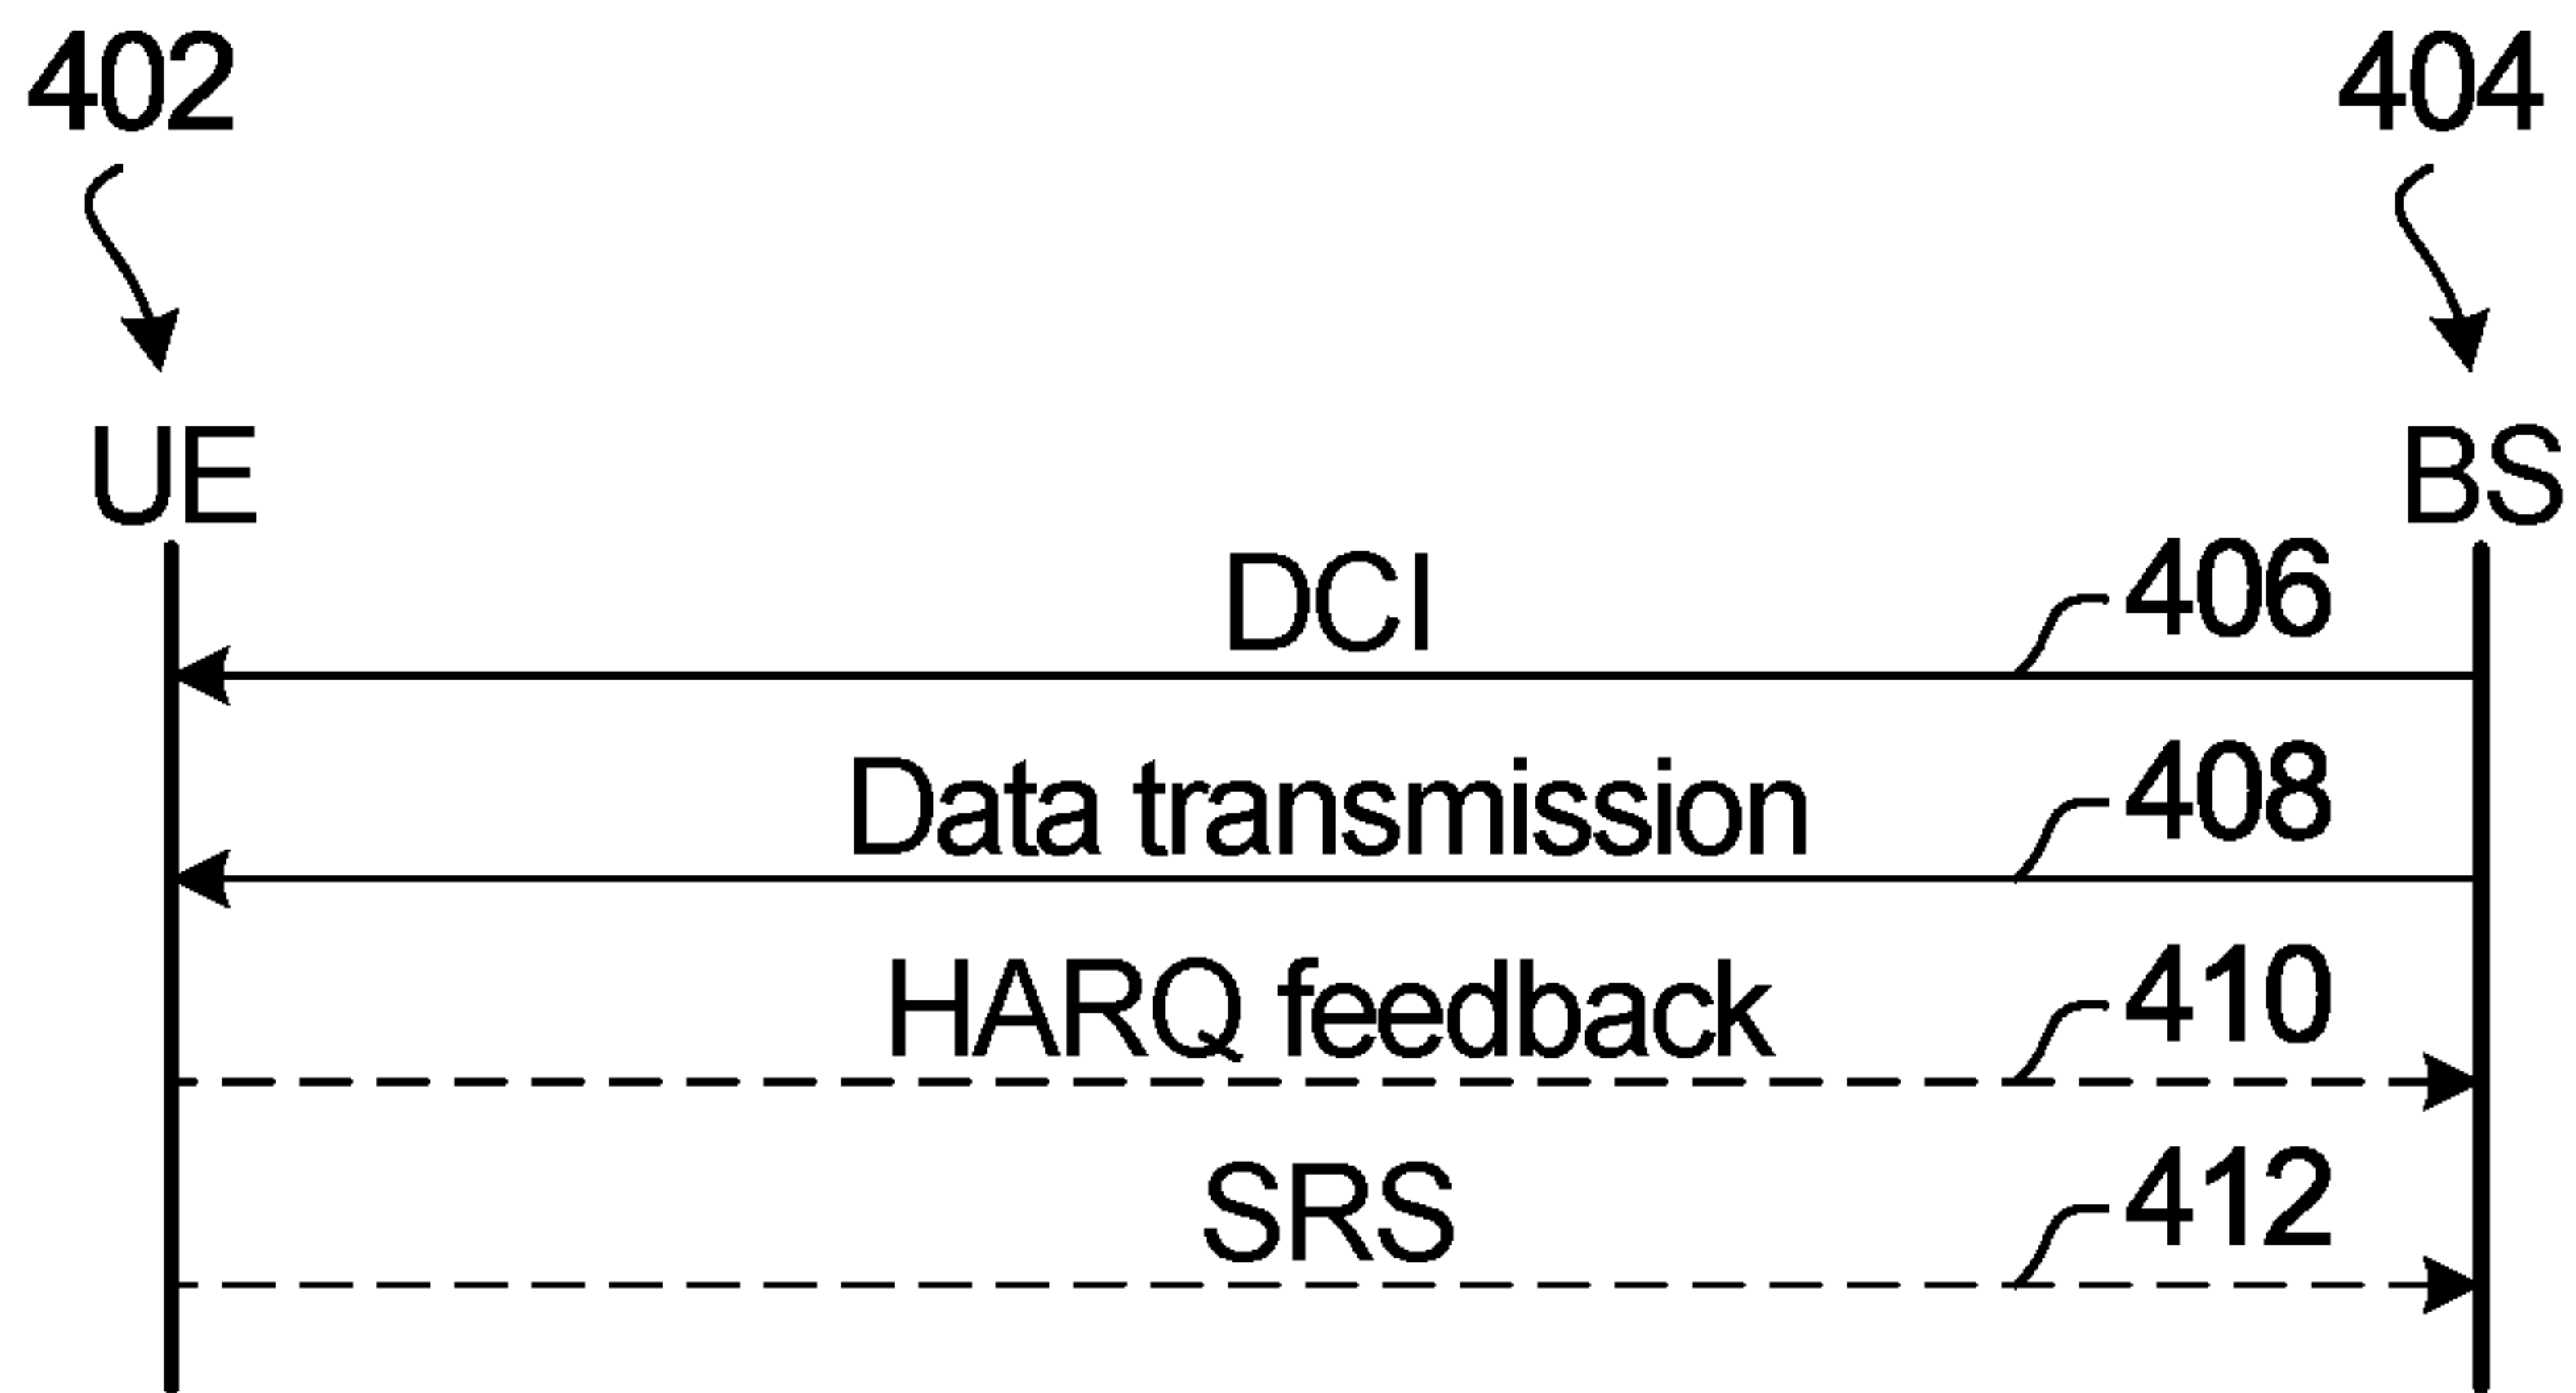 402 404
UE BS
DCI 406
Data transmission 408
HARQ feedback 410
SRS 412